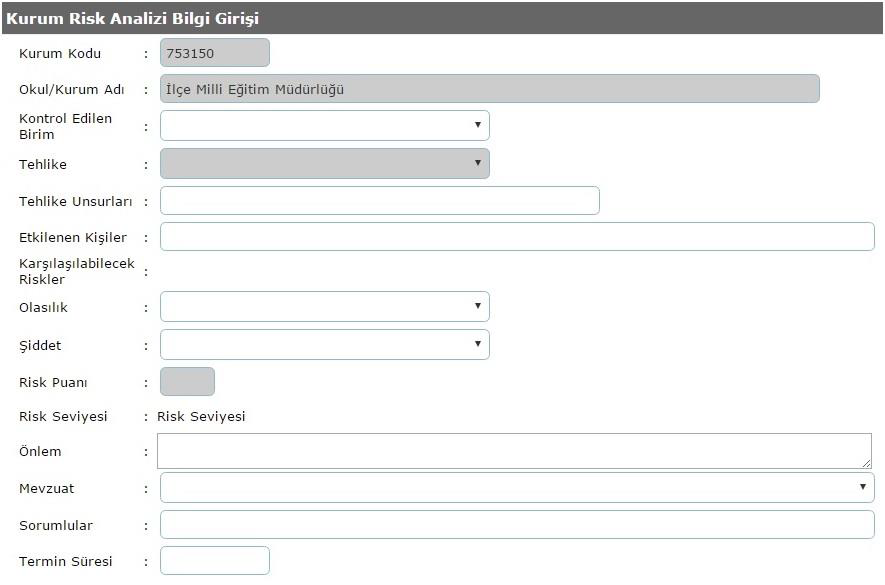 Kurum Risk Analizi Bilgi Girişi
Kurum Kodu : 753150
Okul/Kurum Adı : İlçe Milli Eğitim Müdürlüğü
Kontrol Edilen
Birim :
Tehlike :
Tehlike Unsurları :
Etkilenen Kişiler :
Karşılaşılabilecek
Riskler :
Olasılık :
Şiddet :
Risk Puanı :
Risk Seviyesi : Risk Seviyesi
Önlem :
Mevzuat :
Sorumlular :
Termin Süresi :